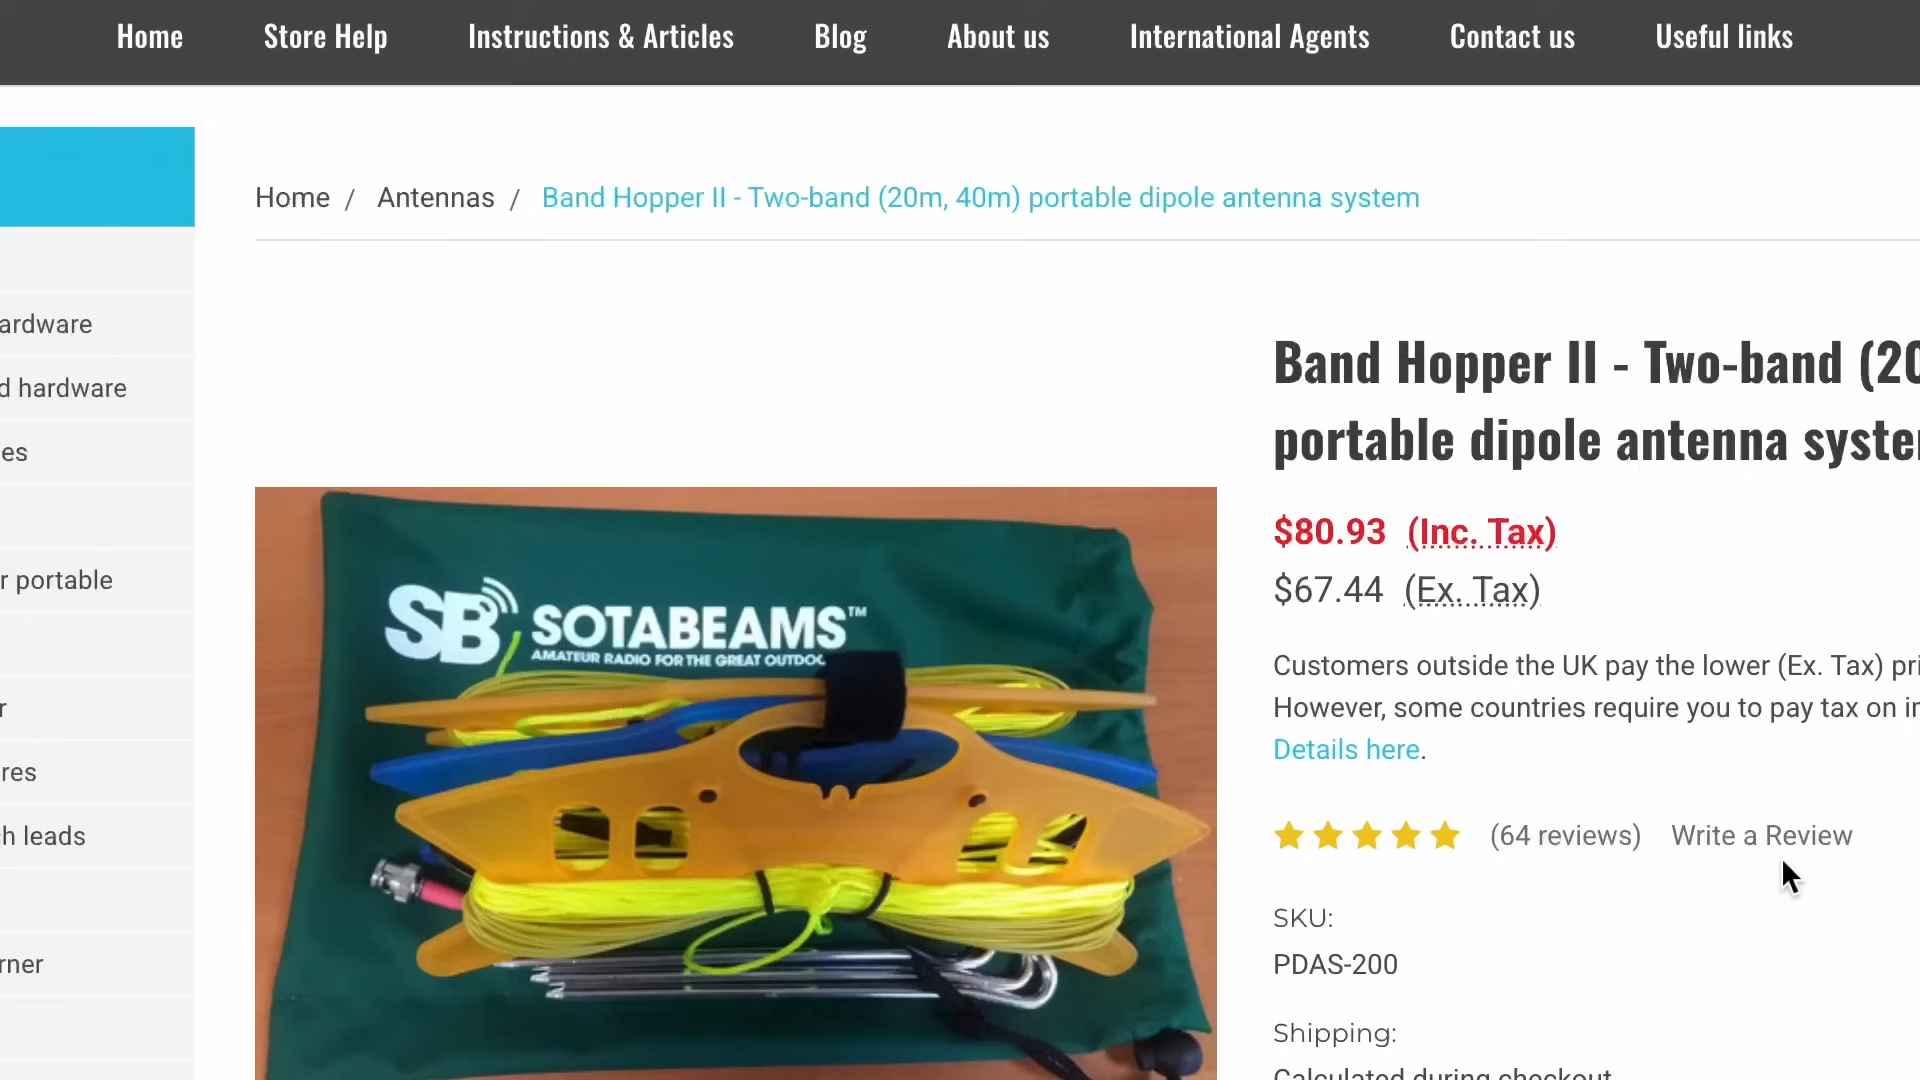 Home Store Help Instructions & Articles Blog About us International Agents Contact us Useful links
Home / Antennas / Band Hopper II - Two-band (20m, 40m) portable dipole antenna system
ardware
d hardware
es
r portable
r
res
h leads
rner
Band Hopper II - Two-band (20
portable dipole antenna syste
$80.93 (Inc. Tax)
$67.44 (Ex. Tax)
Customers outside the UK pay the lower (Ex. Tax) pri
However, some countries require you to pay tax on i
Details here.
(64 reviews) Write a Review
SKU:
PDAS-200
Shipping:
Calculated during checkout
SB SOTABEAMS™
AMATEUR RADIO FOR THE GREAT OUTDOO